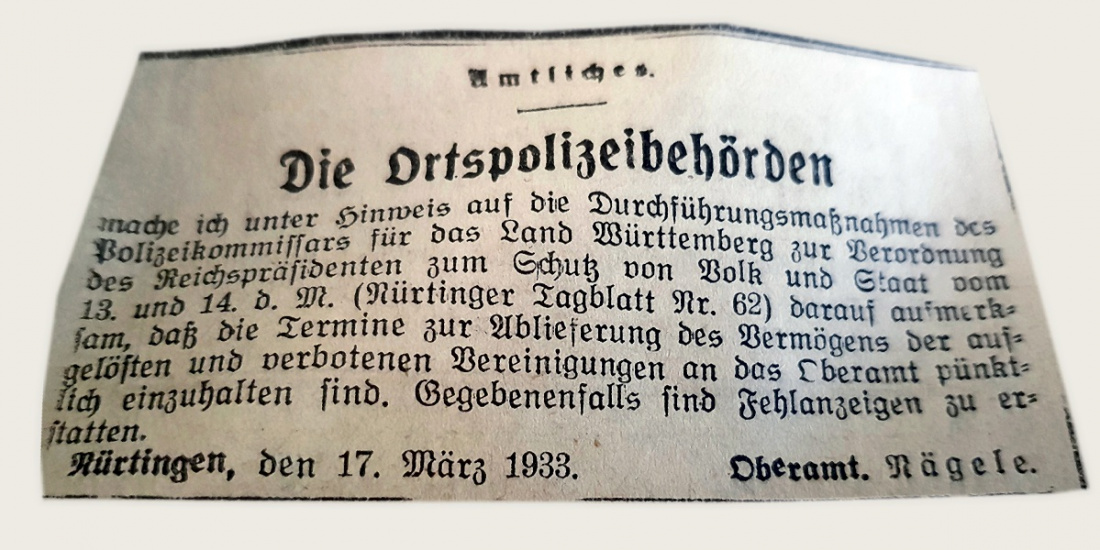 Amtliches.
Die Ortspolizeibehörden
mache ich unter Hinweis auf die Durchführungsmaßnahmen des
Polizeikommissars für das Land Württemberg zur Verordnung
des Reichspräsidenten zum Schutz von Volk und Staat vom
13. und 14. d. M. (Nürtinger Tagblatt Nr. 62) darauf aufmerk-
sam, daß die Termine zur Ablieferung des Vermögens der auf-
gelösten und verbotenen Vereinigungen an das Oberamt pünkt-
lich einzuhalten sind. Gegebenenfalls sind Fehlanzeigen zu er-
statten.
Nürtingen, den 17. März 1933. Oberamt. Nägele.